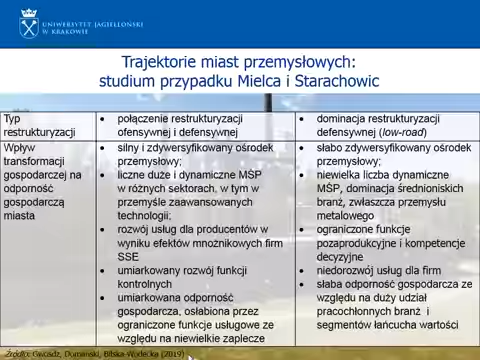 UNIWERSYTET JAGIELLOŃSKI
W KRAKOWIE
Trajektorie miast przemysłowych:
studium przypadku Mielca i Starachowic
Typ
restrukturyzacji
• połączenie restrukturyzacji
ofensywnej i defensywnej
• dominacja restrukturyzacji
defensywnej (low-road)
Wpływ
transformacji
gospodarczej na
odporność
gospodarczą
miasta
• silny i zdywersyfikowany ośrodek
przemysłowy;
• liczne duże i dynamiczne MŚP
w różnych sektorach, w tym w
przemyśle zaawansowanych
technologii;
• rozwój usług dla producentów w
wyniku efektów mnożnikowych firm
SSE
• umiarkowany rozwój funkcji
kontrolnych
• umiarkowana odporność
gospodarcza, osłabiona przez
ograniczone funkcje usługowe ze
względu na niewielkie zaplecze
• słabo zdywersyfikowany ośrodek
przemysłowy;
• niewielka liczba dynamiczne
MŚP, dominacja średnioniskich
branż, zwłaszcza przemysłu
metalowego
• ograniczone funkcje
pozaprodukcyjne i kompetencje
decyzyjne
• niedorozwój usług dla firm
• słaba odporność gospodarcza ze
względu na duży udział
pracochłonnych branż i
segmentów łańcucha wartości
Źródło: Gwosdz, Domański, Bilska-Wodecka (2019)